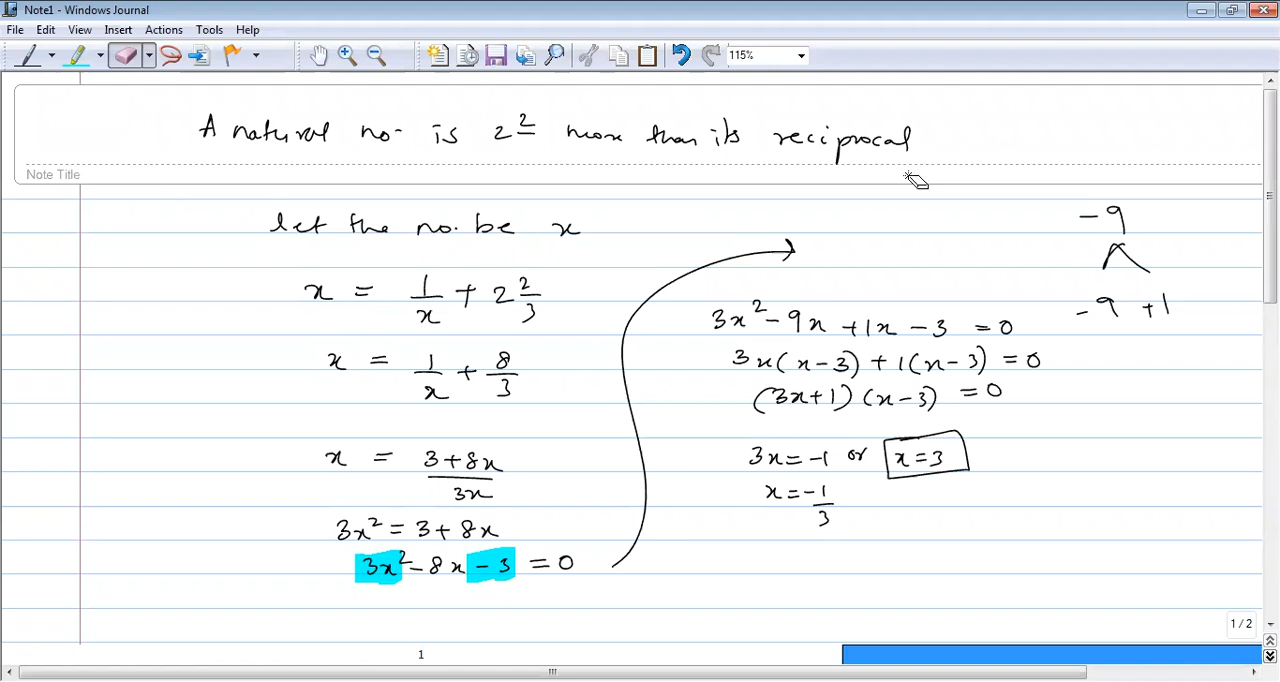 Note1 - Windows Journal
File Edit View Insert Actions Tools Help
115%
A natural no. is 2 2 more than its reciprocal
Note Title
let the no. be x
x = 1/x + 2 2/3
x = 1/x + 8/3
x = (3 + 8x)/3x
3x² = 3 + 8x
3x² - 8x - 3 = 0
-9
-9 +1
3x² - 9x + 1x - 3 = 0
3x(x - 3) + 1(x - 3) = 0
(3x + 1)(x - 3) = 0
3x = -1 or x = 3
x = -1/3
1 / 2
1